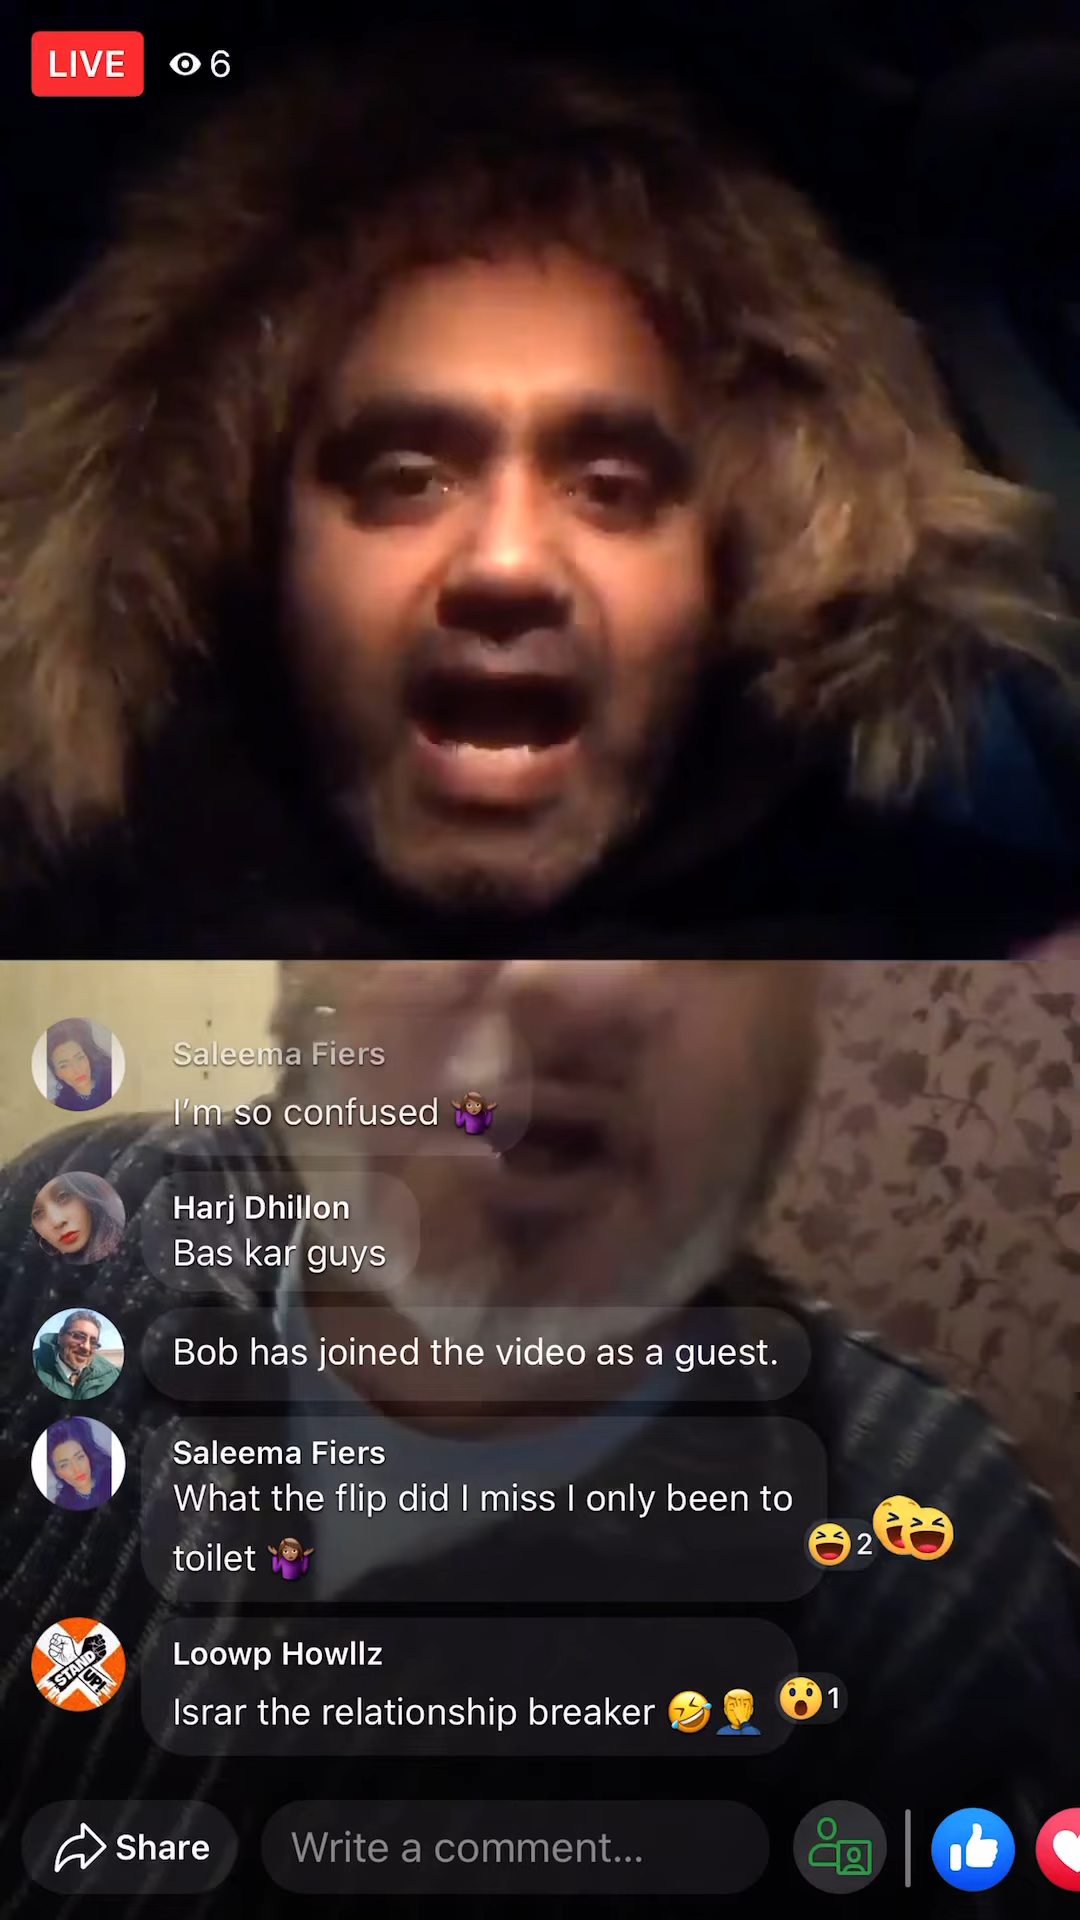 LIVE 6
Saleema Fiers
I’m so confused 🤷🏽‍♀️
Harj Dhillon
Bas kar guys
Bob has joined the video as a guest.
Saleema Fiers
What the flip did I miss I only been to
toilet 🤷🏽‍♀️
😆 2
STAND
UP!
Loowp Howllz
Israr the relationship breaker 🤣🤦‍♂️
😮 1
Share
Write a comment...